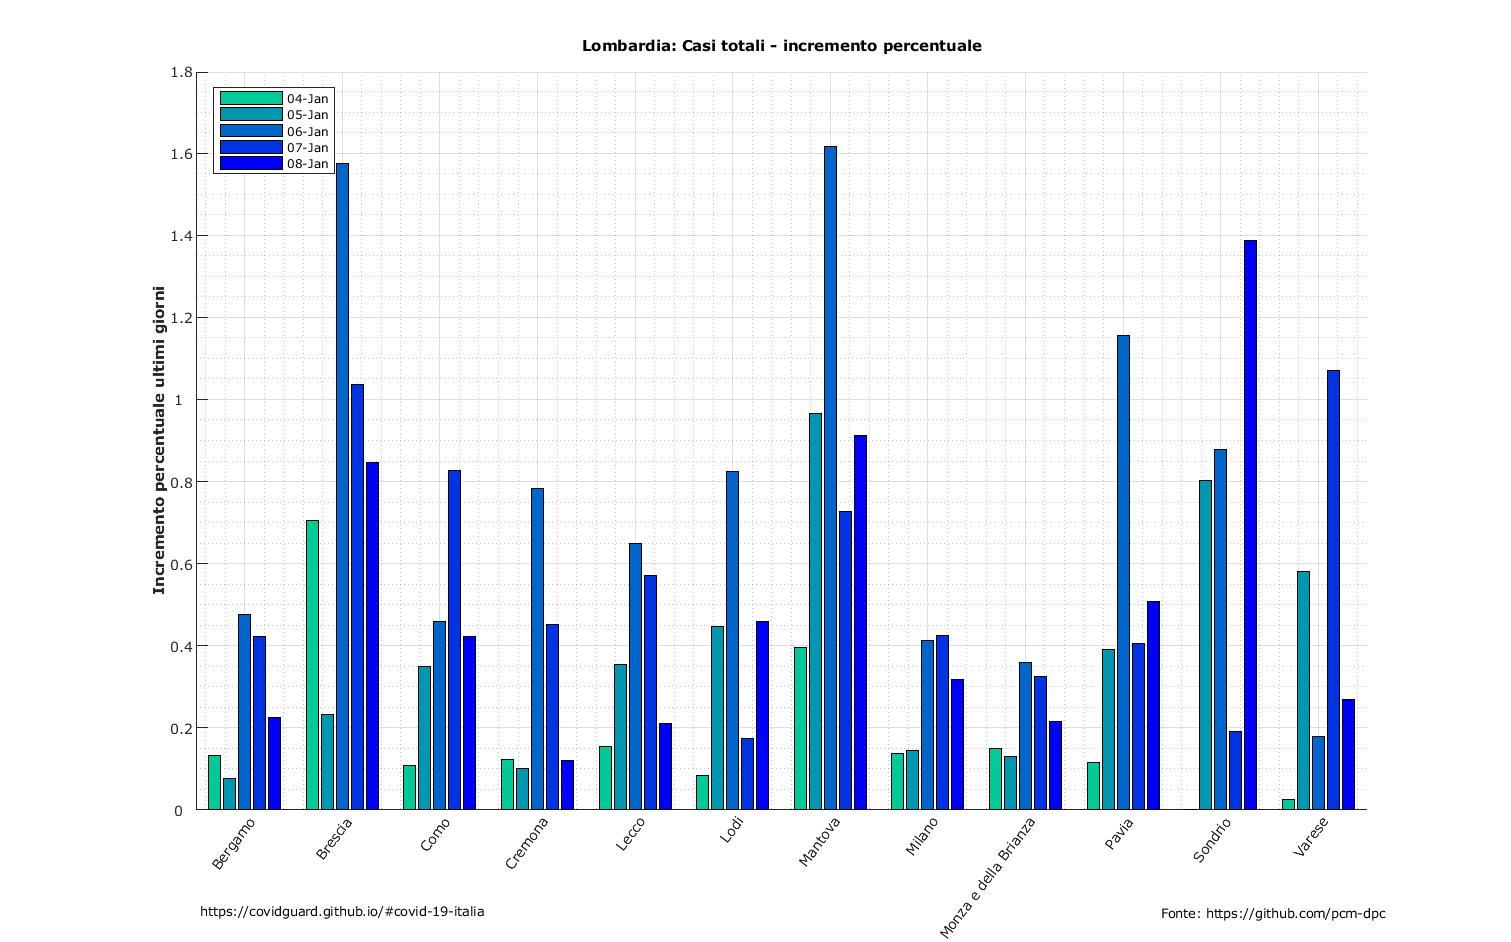 Lombardia: Casi totali - incremento percentuale
1.8
1.6
1.4
1.2
1
0.8
0.6
0.4
0.2
0
Incremento percentuale ultimi giorni
04-Jan
05-Jan
06-Jan
07-Jan
08-Jan
Bergamo
Brescia
Como
Cremona
Lecco
Lodi
Mantova
Milano
Monza e della Brianza
Pavia
Sondrio
Varese
https://covidguard.github.io/#covid-19-italia
Fonte: https://github.com/pcm-dpc